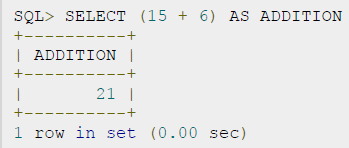 SQL> SELECT (15 + 6) AS ADDITION
+----------+
| ADDITION |
+----------+
|       21 |
+----------+
1 row in set (0.00 sec)